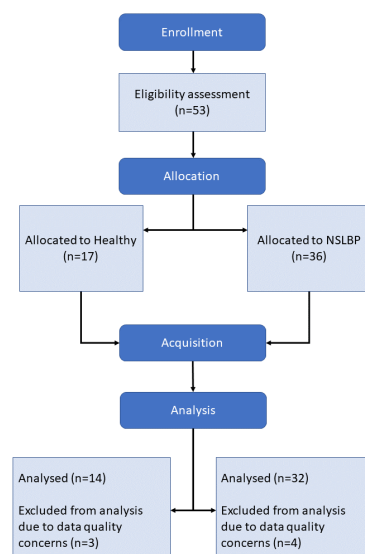 Enrollment
Eligibility assessment
(n=53)
Allocation
Allocated to Healthy
(n=17)
Allocated to NSLBP
(n=36)
Acquisition
Analysis
Analysed (n=14)
Excluded from analysis
due to data quality
concerns (n=3)
Analysed (n=32)
Excluded from analysis
due to data quality
concerns (n=4)